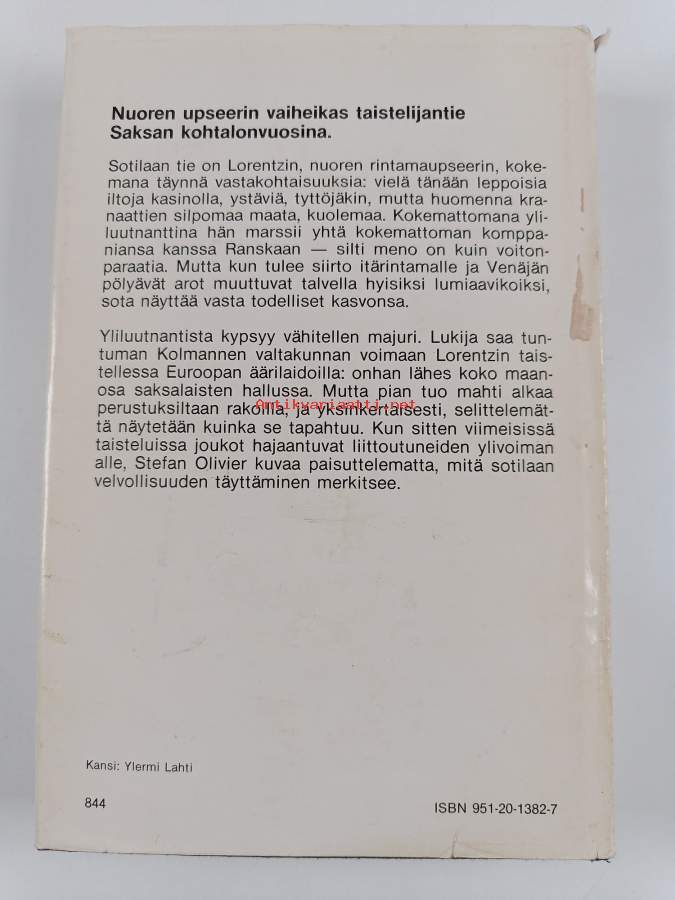 Nuoren upseerin vaiheikas taistelijantie
Saksan kohtalonvuosina.
Sotilaan tie on Lorentzin, nuoren rintamaupseerin, koke-
mana täynnä vastakohtaisuuksia: vielä tänään leppoisia
iltoja kasinolla, ystäviä, tyttöjäkin, mutta huomenna kra-
naattien silpomaa maata, kuolemaa. Kokemattomana yli-
luutnanttina hän marssii yhtä kokemattoman komppa-
niansa kanssa Ranskaan — silti meno on kuin voiton-
paraatia. Mutta kun tulee siirto itärintamalle ja Venäjän
pölyävät arot muuttuvat talvella hyisiksi lumiaavikoiksi,
sota näyttää vasta todelliset kasvonsa.
Yliluutnantista kypsyy vähitellen majuri. Lukija saa tun-
tuman Kolmannen valtakunnan voimaan Lorentzin tais-
tellessa Euroopan äärilaidoilla: onhan lähes koko maan-
osa saksalaisten hallussa. Mutta pian tuo mahti alkaa
Antikvariaatti.net
perustuksiltaan rakoilla, ja yksinkertaisesti, selittelemät-
tä näytetään kuinka se tapahtuu. Kun sitten viimeisissä
taisteluissa joukot hajaantuvat liittoutuneiden ylivoiman
alle, Stefan Olivier kuvaa paisuttelematta, mitä sotilaan
velvollisuuden täyttäminen merkitsee.
Kansi: Ylermi Lahti
844
ISBN 951-20-1382-7